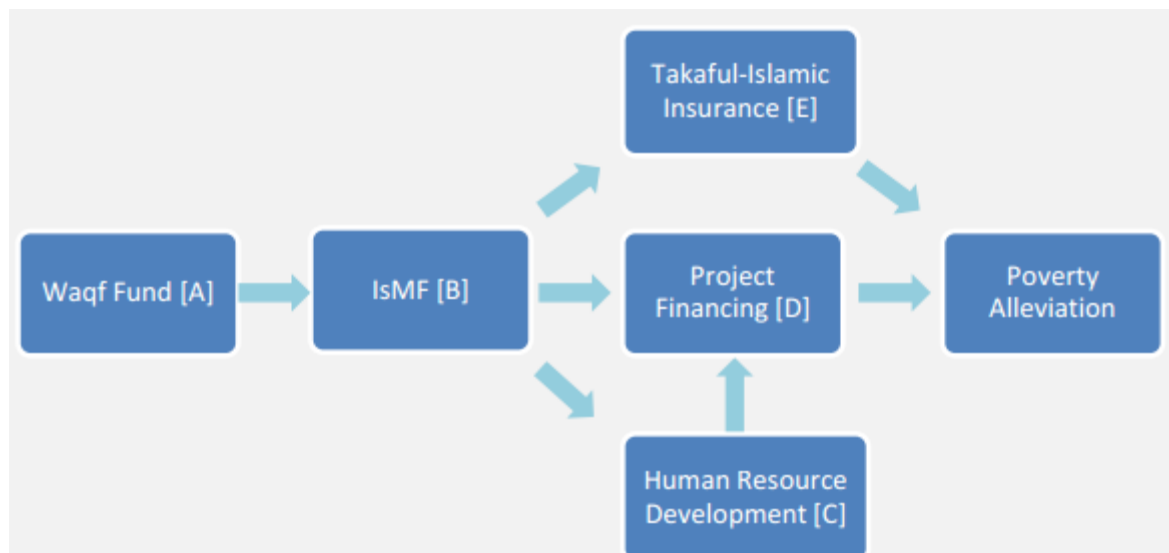 Takaful-Islamic
Insurance [E]
Waqf Fund [A]
IsMF [B]
Project
Financing [D]
Poverty
Alleviation
Human Resource
Development [C]